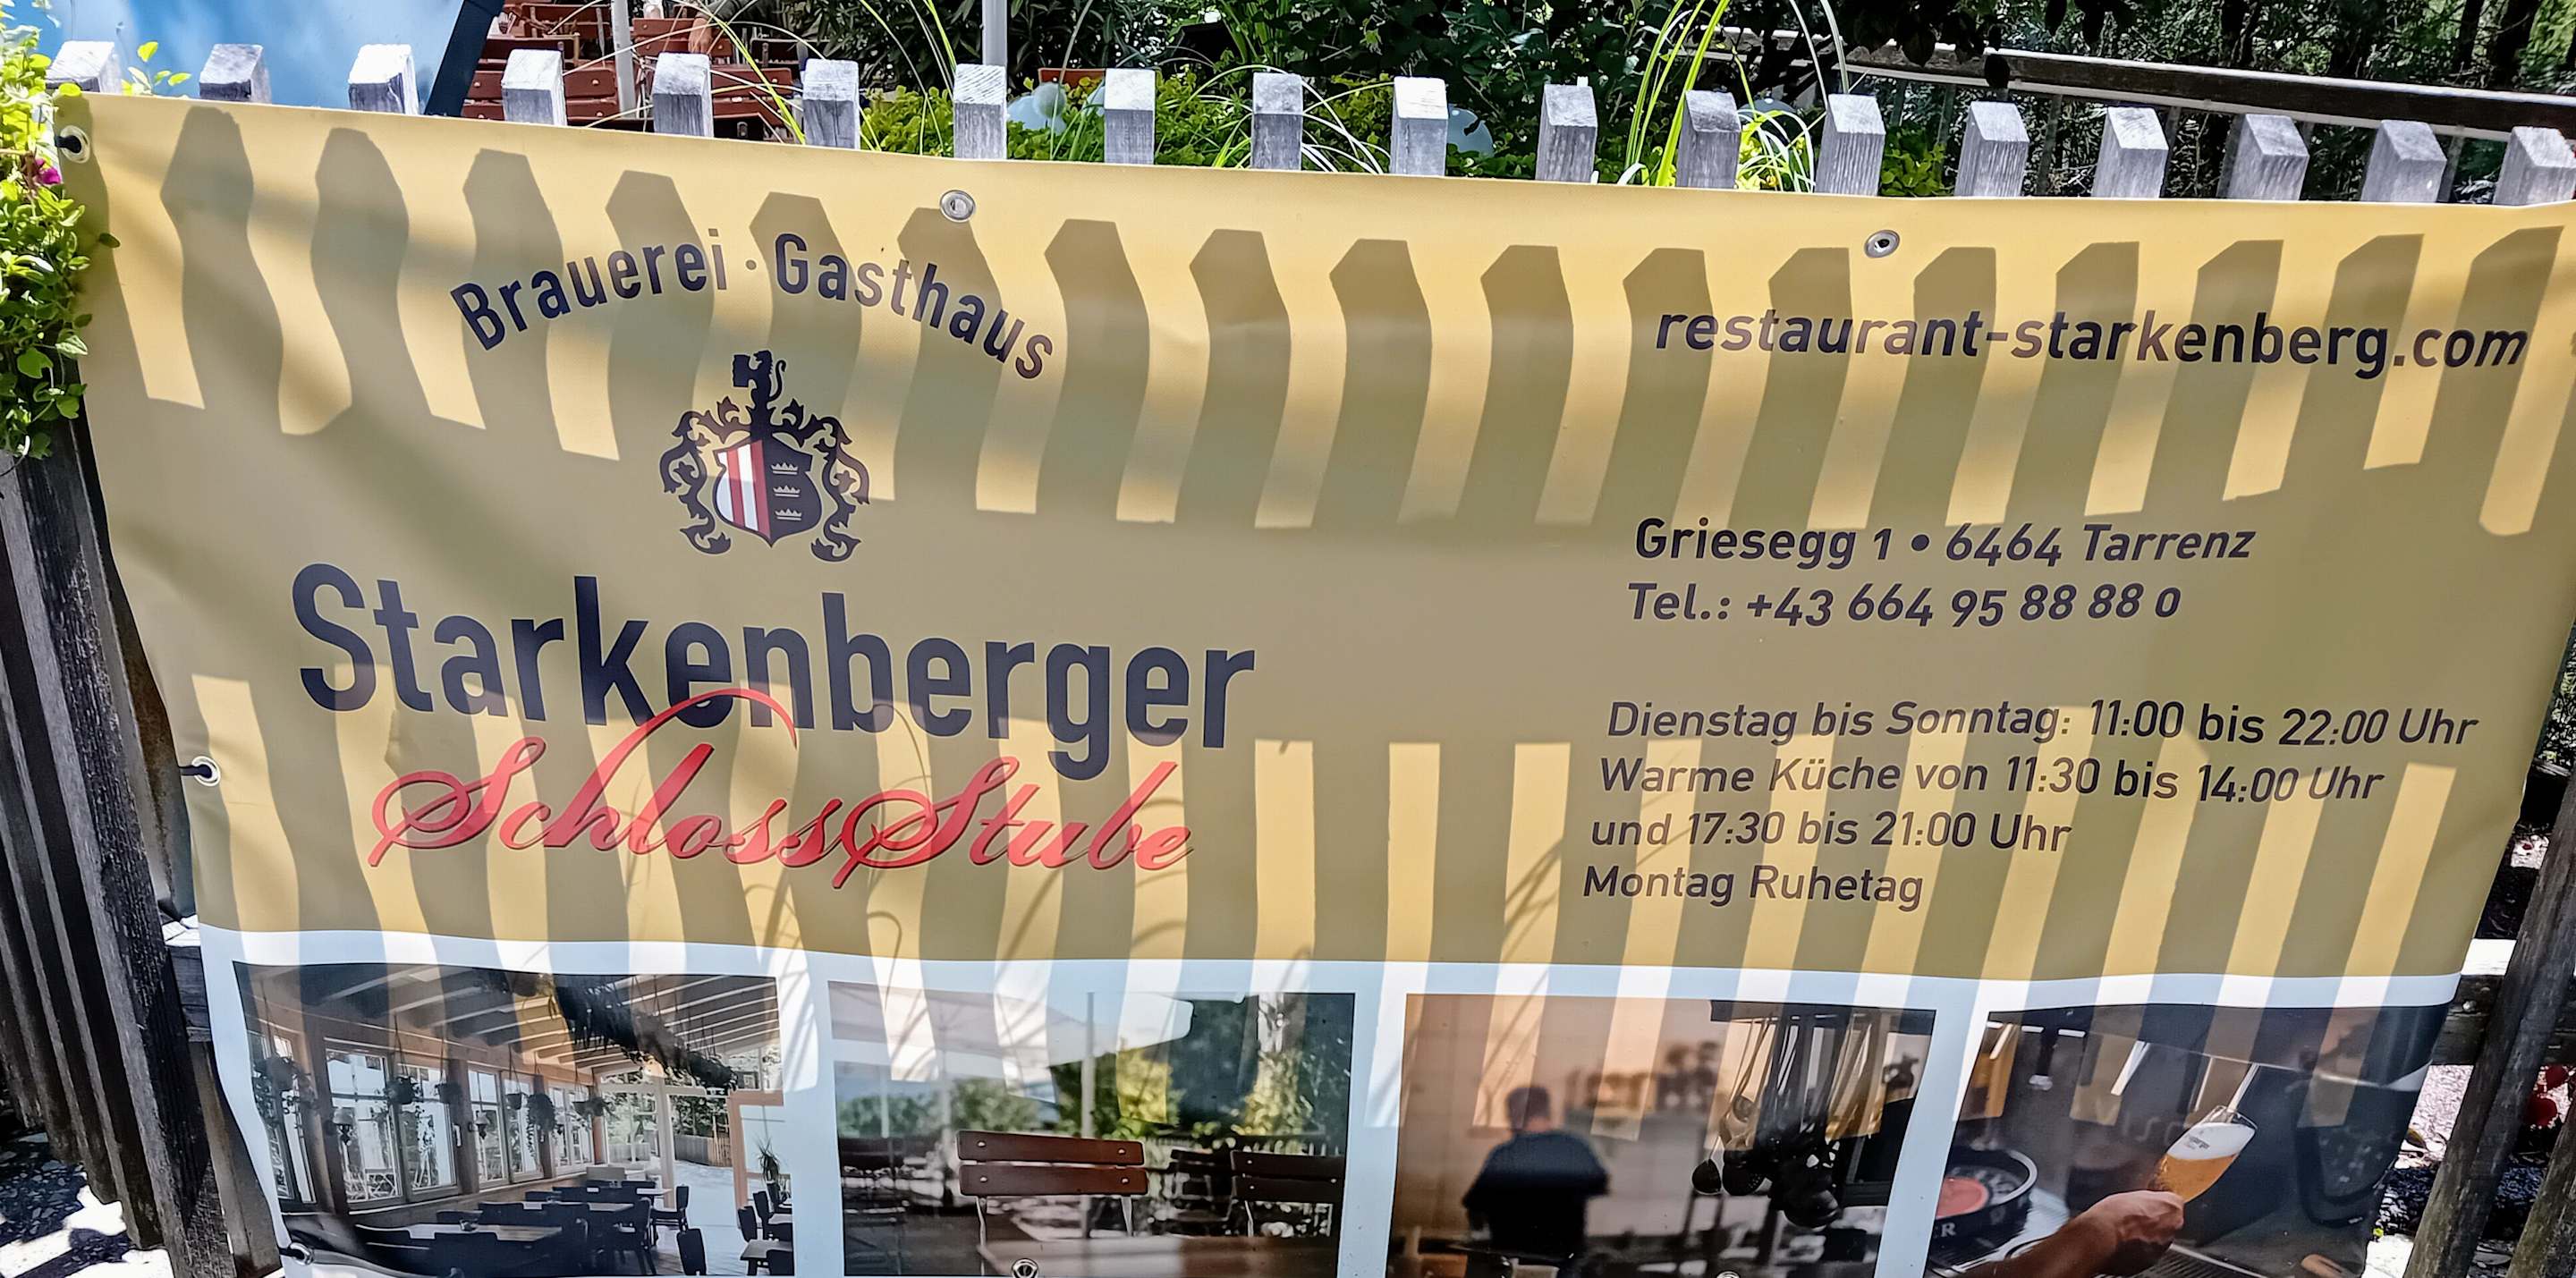 Brauerei · Gasthaus
Starkenberger
SchlossStube
restaurant-starkenberg.com
Griesegg 1 • 6464 Tarrenz
Tel.: +43 664 95 88 88 0
Dienstag bis Sonntag: 11:00 bis 22:00 Uhr
Warme Küche von 11:30 bis 14:00 Uhr
und 17:30 bis 21:00 Uhr
Montag Ruhetag